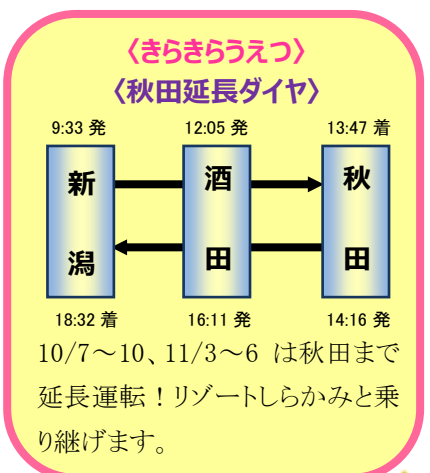 〈きらきらうえつ〉
〈秋田延長ダイヤ〉
9:33 発 12:05 発 13:47 着
新潟 酒田 秋田
18:32 着 16:11 発 14:16 発
10/7～10、11/3～6 は秋田まで
延長運転！リゾートしらかみと乗
り継げます。